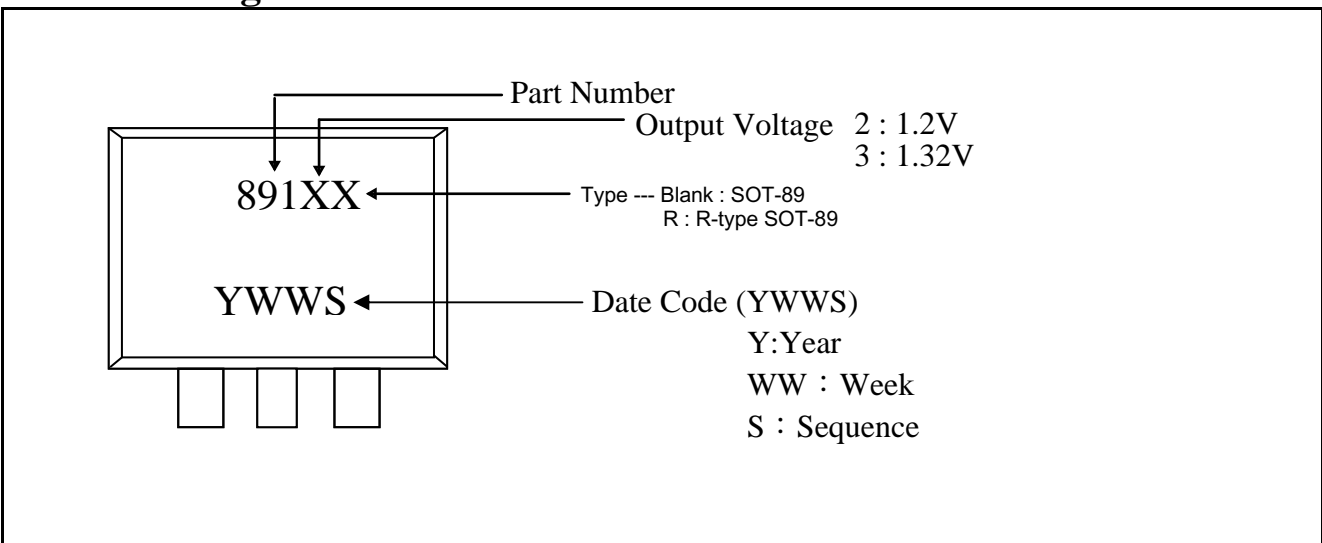 Part Number
Output Voltage 2 : 1.2V
3 : 1.32V
891XX
Type --- Blank : SOT-89
R : R-type SOT-89
YWWS
Date Code (YWWS)
Y:Year
WW：Week
S：Sequence